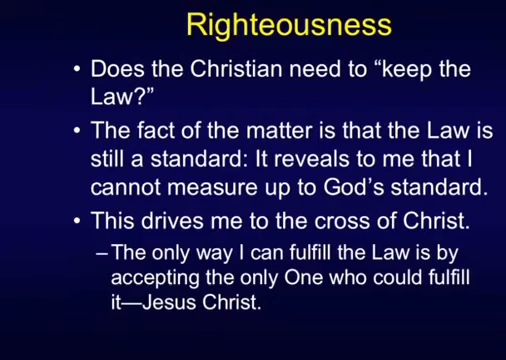 Righteousness
• Does the Christian need to “keep the
Law?”
• The fact of the matter is that the Law is
still a standard: It reveals to me that I
cannot measure up to God’s standard.
• This drives me to the cross of Christ.
– The only way I can fulfill the Law is by
accepting the only One who could fulfill
it—Jesus Christ.